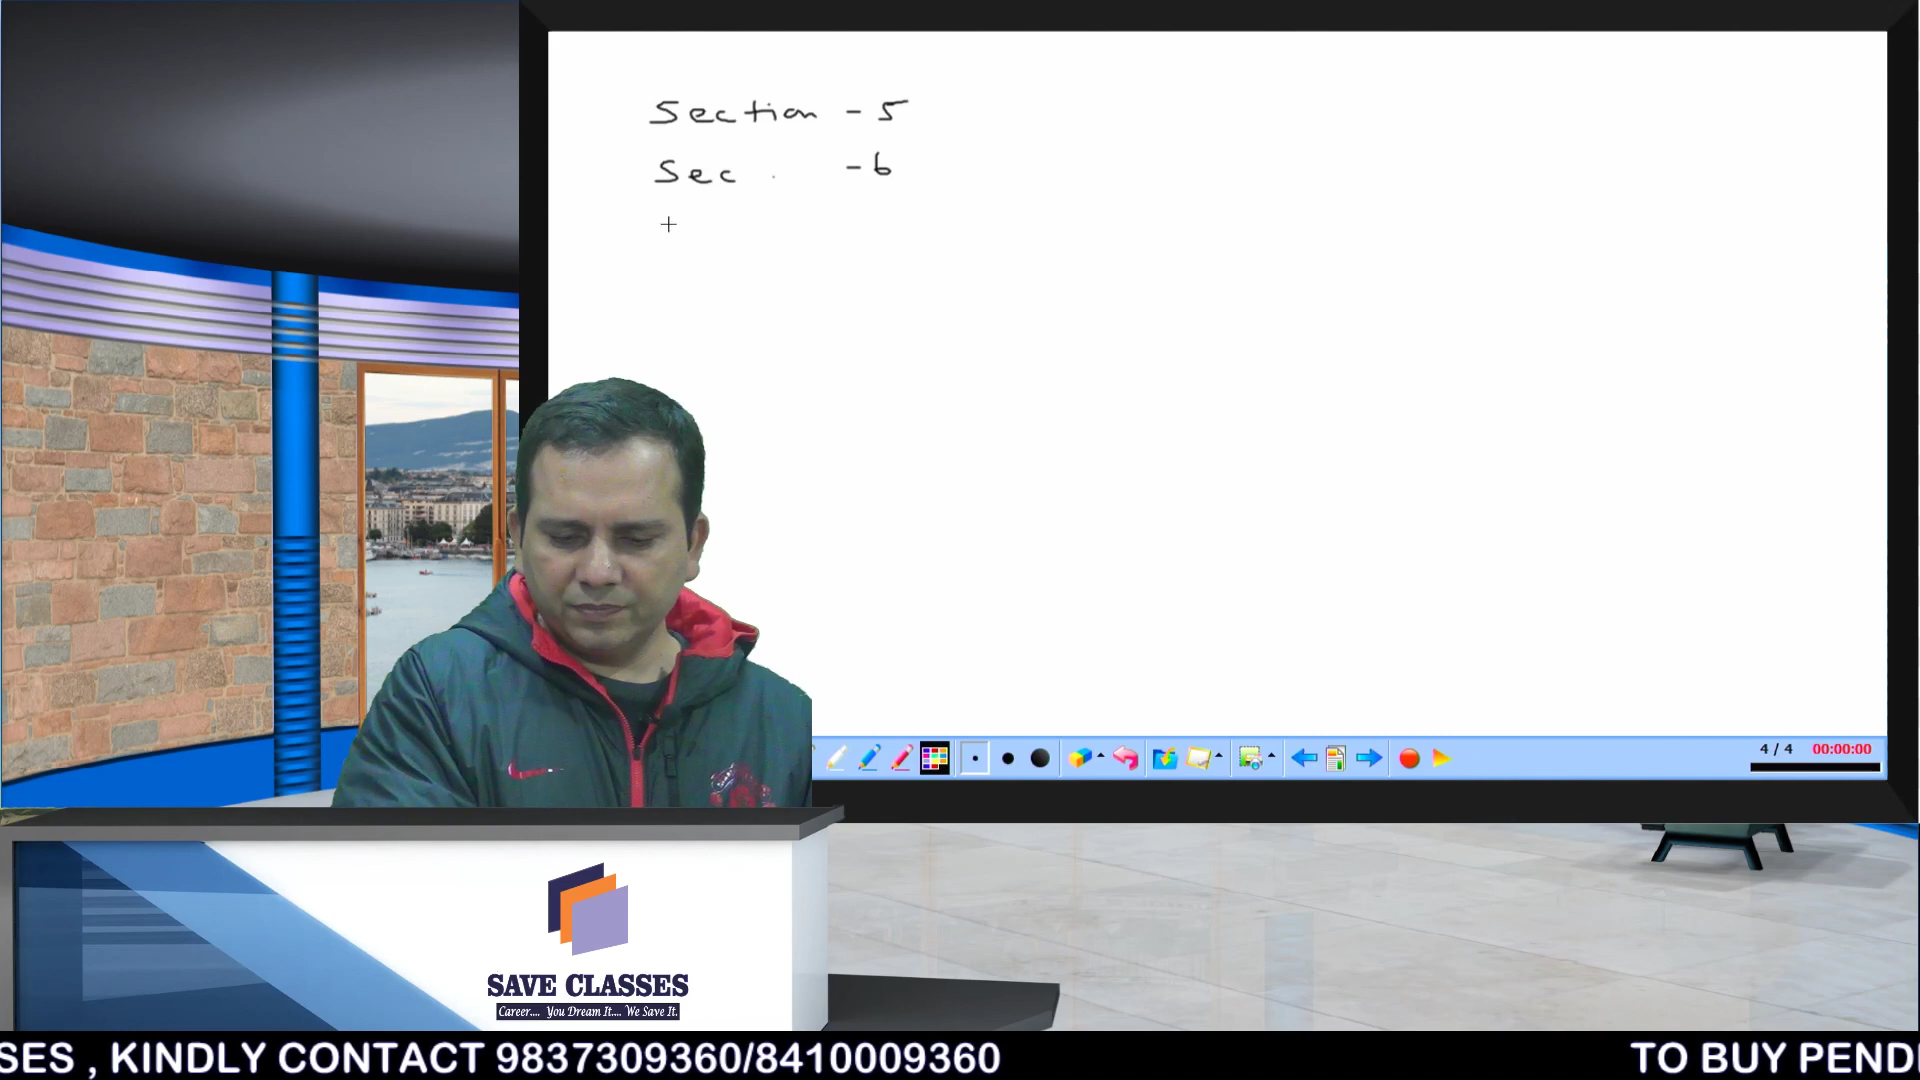 Section - 5
Sec - 6
4 / 4 00:00:00
SAVE CLASSES
Career.... You Dream It.... We Save It.
SES , KINDLY CONTACT 9837309360/8410009360 TO BUY PENDI